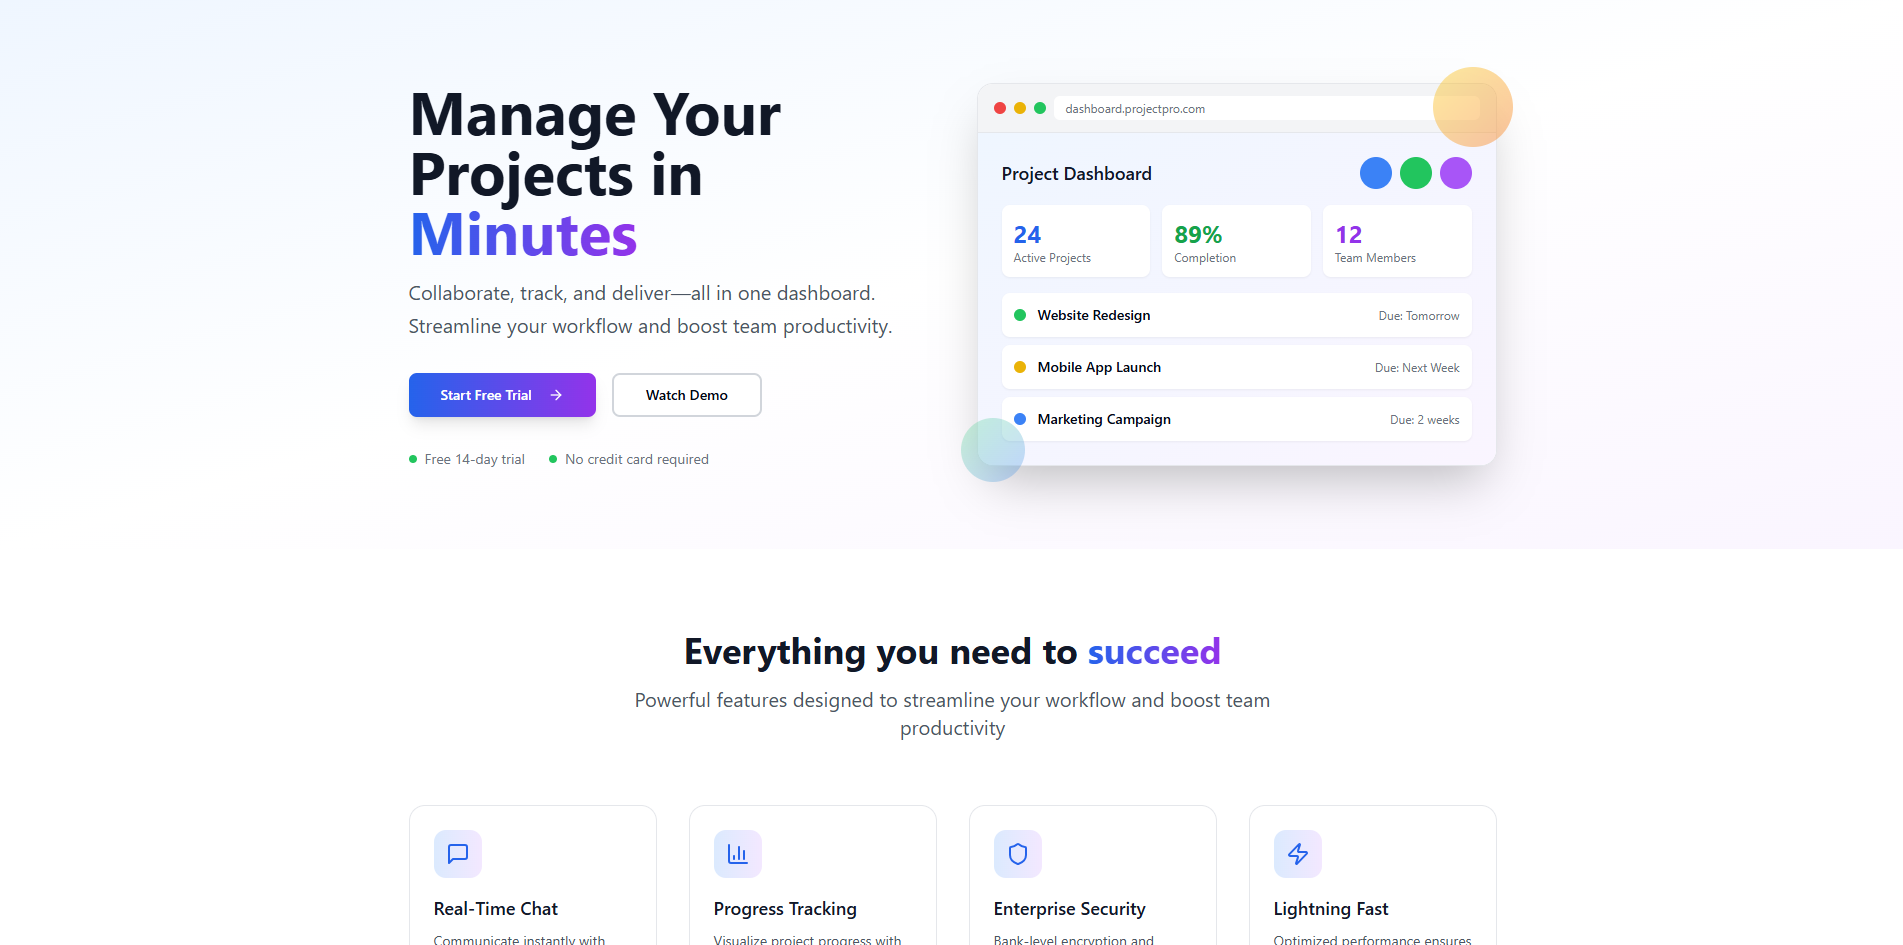 Manage Your
Projects in
Minutes
Collaborate, track, and deliver—all in one dashboard.
Streamline your workflow and boost team productivity.
Start Free Trial →
Watch Demo
Free 14-day trial
No credit card required
dashboard.projectpro.com
Project Dashboard
24
Active Projects
89%
Completion
12
Team Members
Website Redesign
Due: Tomorrow
Mobile App Launch
Due: Next Week
Marketing Campaign
Due: 2 weeks
Everything you need to succeed
Powerful features designed to streamline your workflow and boost team
productivity
Real-Time Chat
Communicate instantly with
Progress Tracking
Visualize project progress with
Enterprise Security
Bank-level encryption and
Lightning Fast
Optimized performance ensures